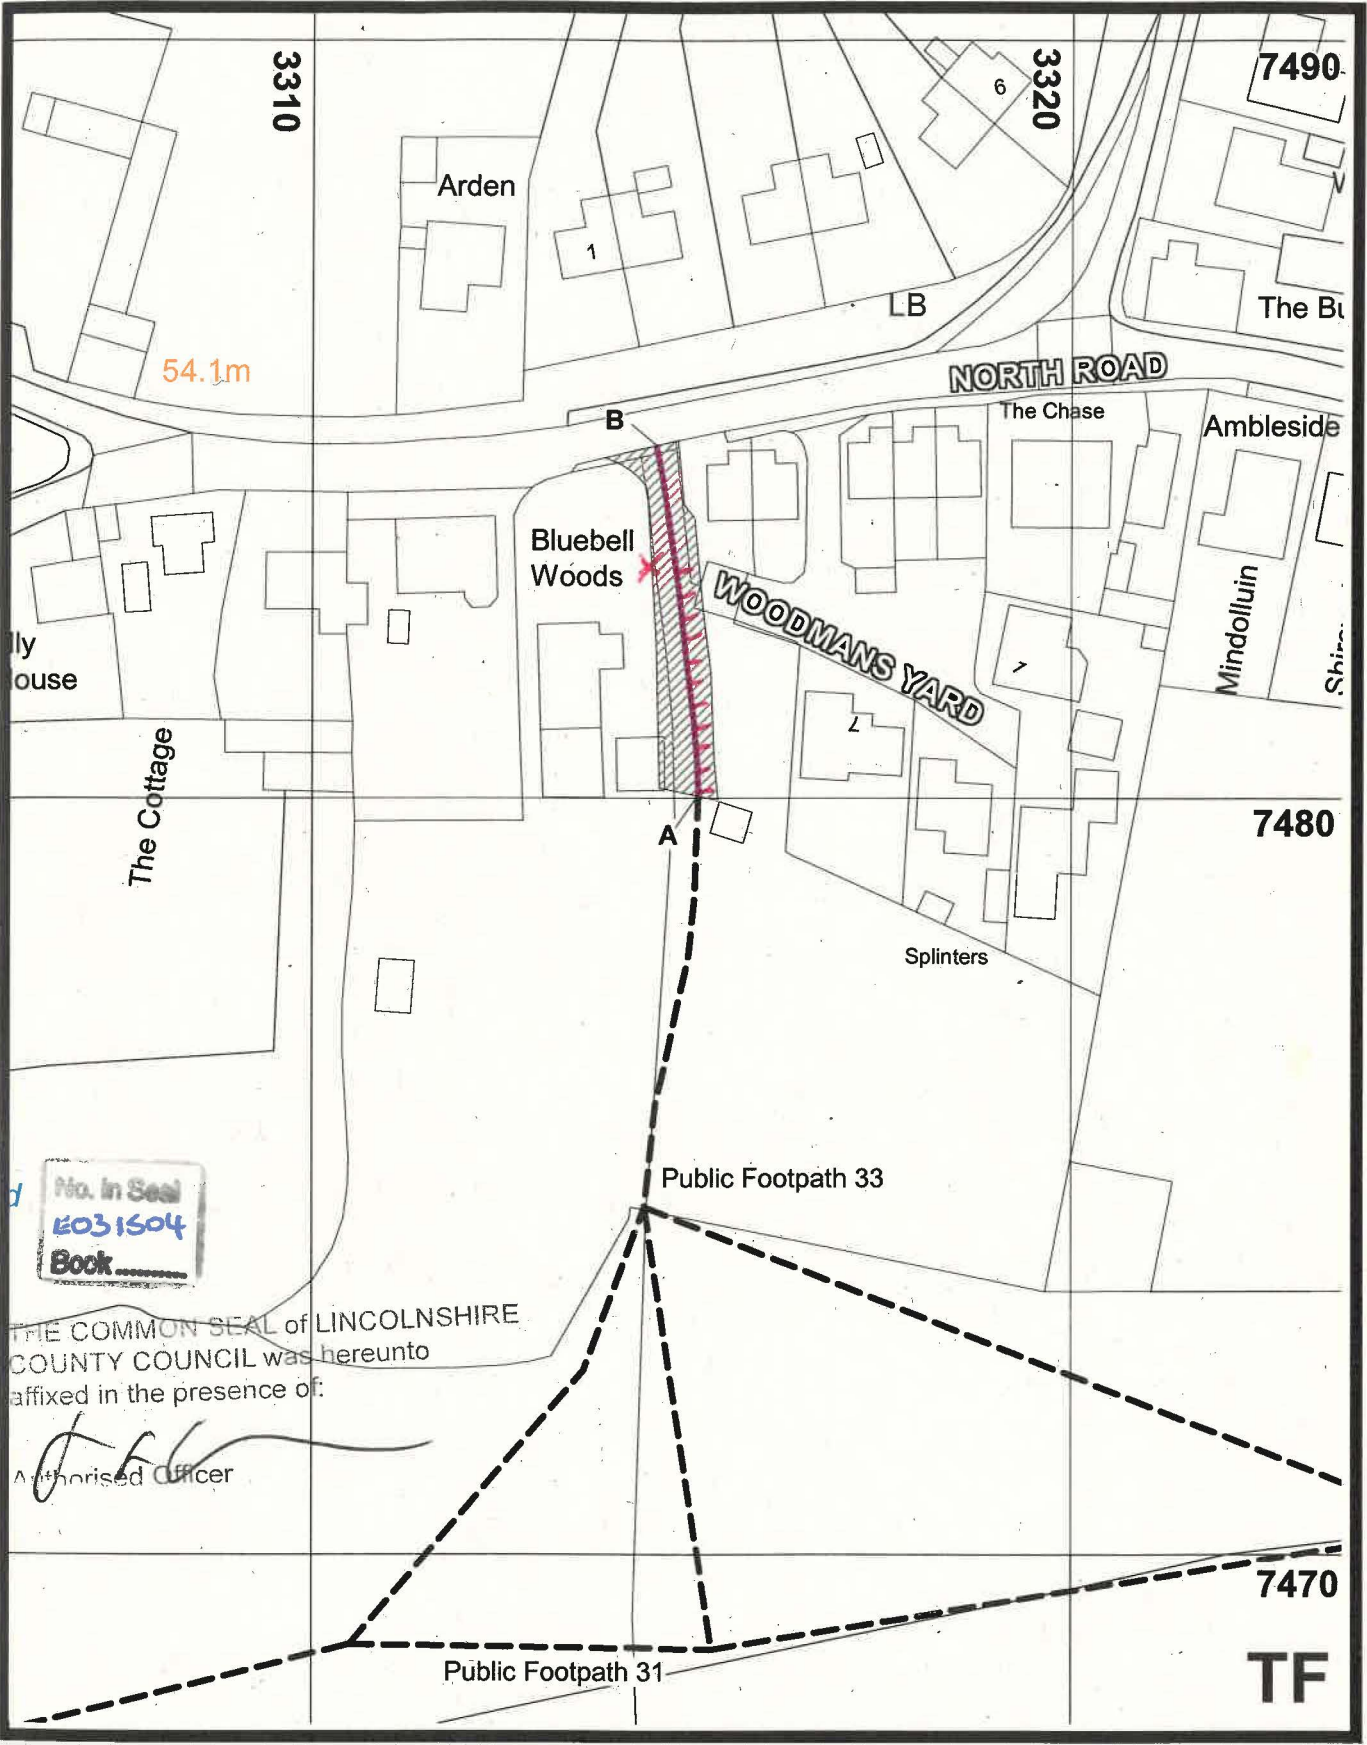 3310
3320
7490
6
Arden
1
LB
The Bu
54.1m
NORTH ROAD
B
The Chase
Ambleside
Bluebell
Woods
WOODMANS YARD
Mindolluin
lly
ouse
1
7
The Cottage
7480
A
Splinters
Public Footpath 33
No. in Seal
E031504
Book
THE COMMON SEAL of LINCOLNSHIRE
COUNTY COUNCIL was hereunto
affixed in the presence of:
Authorised Officer
7470
Public Footpath 31
TF